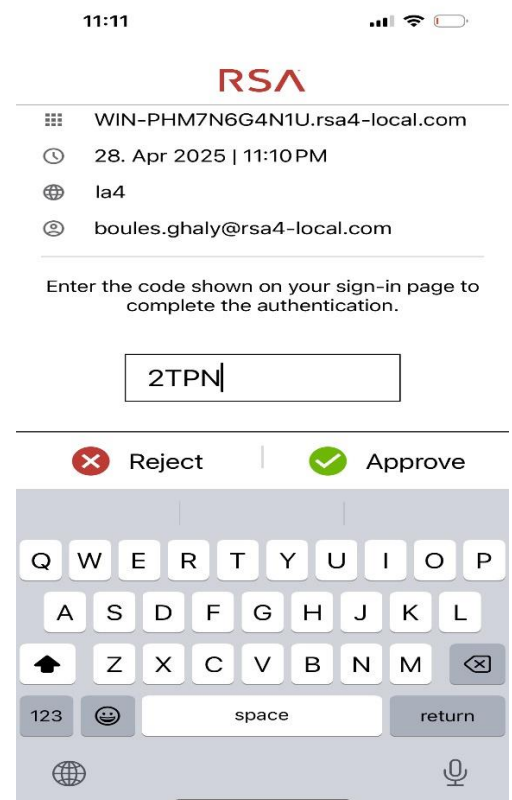 11:11
RSA
WIN-PHM7N6G4N1U.rsa4-local.com
28. Apr 2025 | 11:10 PM
la4
boules.ghaly@rsa4-local.com
Enter the code shown on your sign-in page to
complete the authentication.
2TPN
Reject Approve
Q W E R T Y U I O P
A S D F G H J K L
Z X C V B N M
123 space return